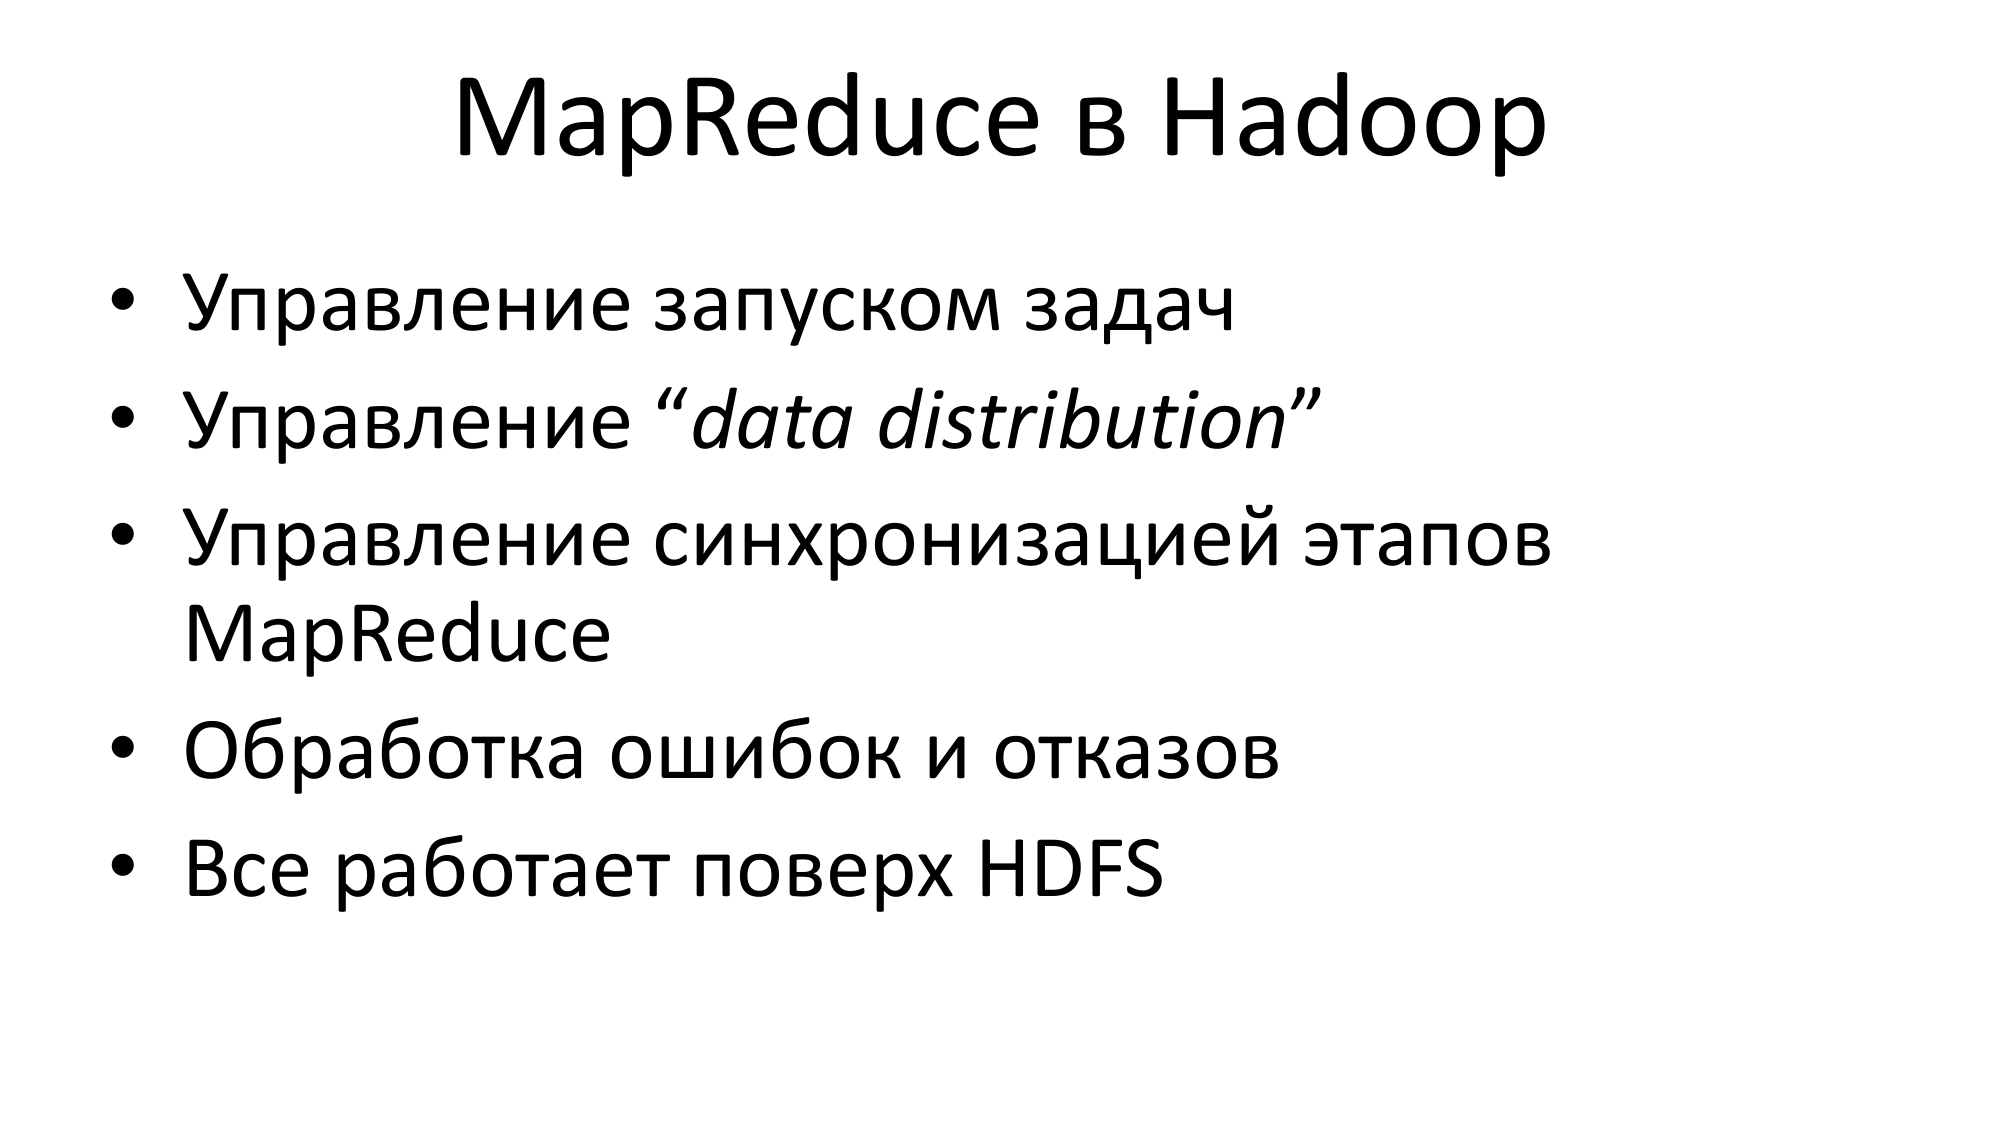 MapReduce в Hadoop
• Управление запуском задач
• Управление “data distribution”
• Управление синхронизацией этапов
MapReduce
• Обработка ошибок и отказов
• Все работает поверх HDFS